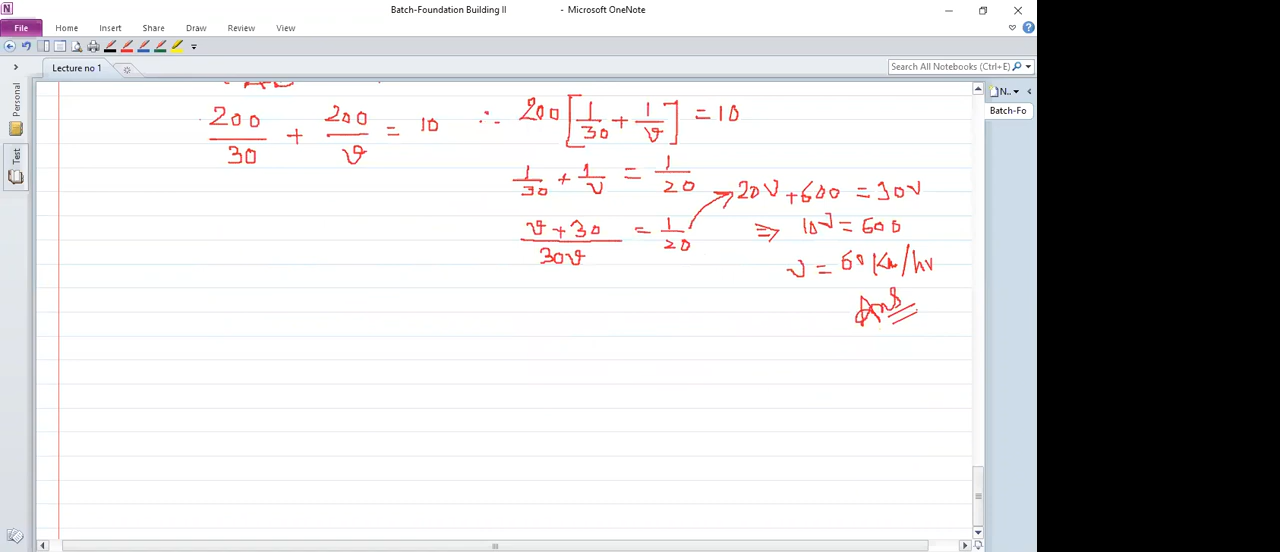 Batch-Foundation Building II - Microsoft OneNote
File Home Insert Share Draw Review View
Lecture no 1
Search All Notebooks (Ctrl+E)
Personal
Test
N..
Batch-Fo
200/30 + 200/v = 10 ∴ 200[1/30 + 1/v] = 10
1/30 + 1/v = 1/20
v + 30/30v = 1/20
20v + 600 = 30v
⇒ 10v = 600
v = 60 Km/hr
Ans